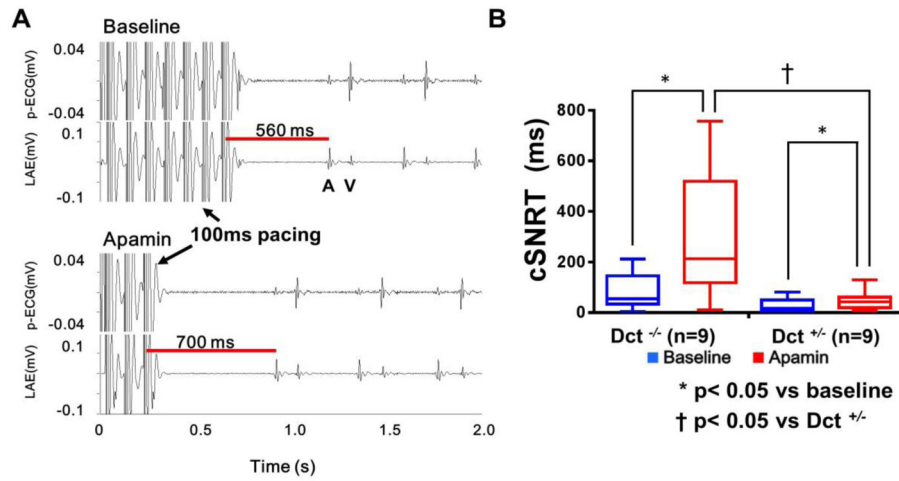 A
Baseline
p-ECG(mV)
0.04
-0.04
LAE(mV)
0.1
-0.1
560 ms
A V
100ms pacing
Apamin
p-ECG(mV)
0.04
-0.04
LAE(mV)
0.1
-0.1
700 ms
0 0.5 1.0 1.5 2.0
Time (s)
B
* †
*
cSNRT (ms)
800
600
400
200
0
Dct -/- (n=9) Dct +/- (n=9)
Baseline Apamin
* p< 0.05 vs baseline
† p< 0.05 vs Dct +/-